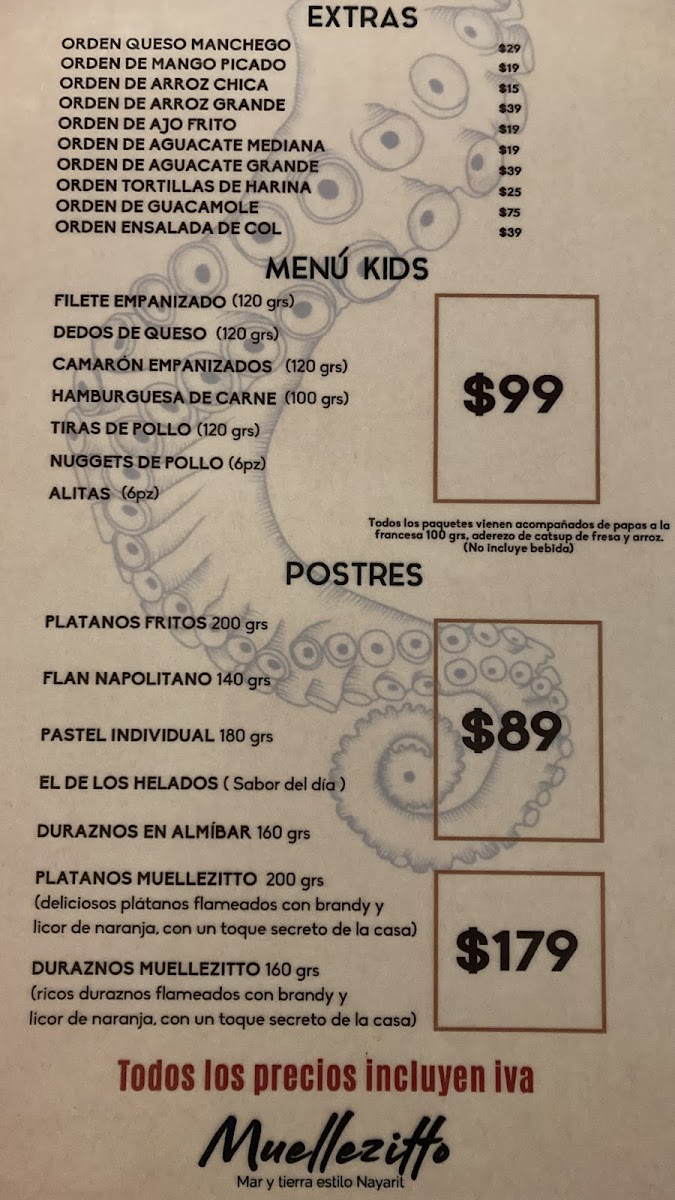 EXTRAS
ORDEN QUESO MANCHEGO $29
ORDEN DE MANGO PICADO $19
ORDEN DE ARROZ CHICA $15
ORDEN DE ARROZ GRANDE $39
ORDEN DE AJO FRITO $19
ORDEN DE AGUACATE MEDIANA $19
ORDEN DE AGUACATE GRANDE $39
ORDEN TORTILLAS DE HARINA $25
ORDEN DE GUACAMOLE $75
ORDEN ENSALADA DE COL $39
MENÚ KIDS
FILETE EMPANIZADO (120 grs)
DEDOS DE QUESO (120 grs)
CAMARÓN EMPANIZADOS (120 grs)
HAMBURGUESA DE CARNE (100 grs)
TIRAS DE POLLO (120 grs)
NUGGETS DE POLLO (6pz)
ALITAS (6pz)
$99
Todos los paquetes vienen acompañados de papas a la
francesa 100 grs, aderezo de catsup de fresa y arroz.
(No incluye bebida)
POSTRES
PLATANOS FRITOS 200 grs
FLAN NAPOLITANO 140 grs
PASTEL INDIVIDUAL 180 grs
EL DE LOS HELADOS ( Sabor del día )
DURAZNOS EN ALMÍBAR 160 grs
$89
PLATANOS MUELLEZITTO 200 grs
(deliciosos plátanos flameados con brandy y
licor de naranja, con un toque secreto de la casa)
DURAZNOS MUELLEZITTO 160 grs
(ricos duraznos flameados con brandy y
licor de naranja, con un toque secreto de la casa)
$179
Todos los precios incluyen iva
Muellezitto
Mar y tierra estilo Nayarit